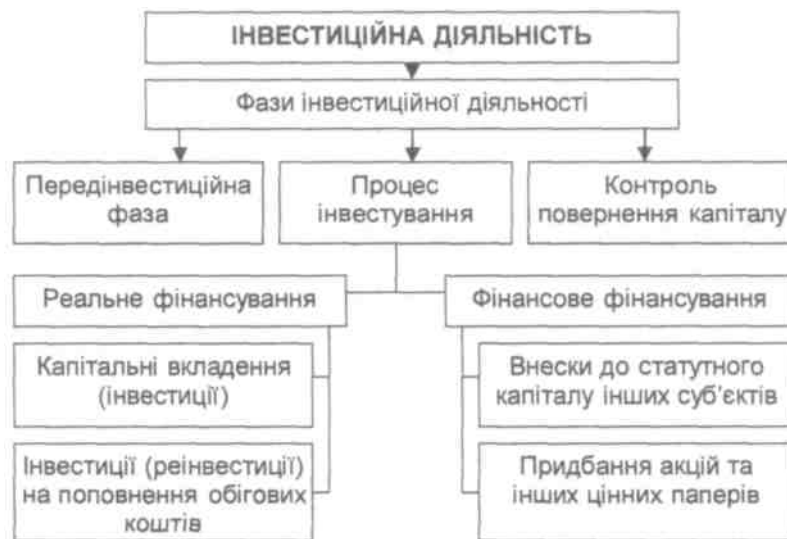 ІНВЕСТИЦІЙНА ДІЯЛЬНІСТЬ
Фази інвестиційної діяльності
Передінвестиційна
фаза
Процес
інвестування
Контроль
повернення капіталу
Реальне фінансування
Фінансове фінансування
Капітальні вкладення
(інвестиції)
Внески до статутного
капіталу інших суб'єктів
Інвестиції (реінвестиції)
на поповнення обігових
коштів
Придбання акцій та
інших цінних паперів